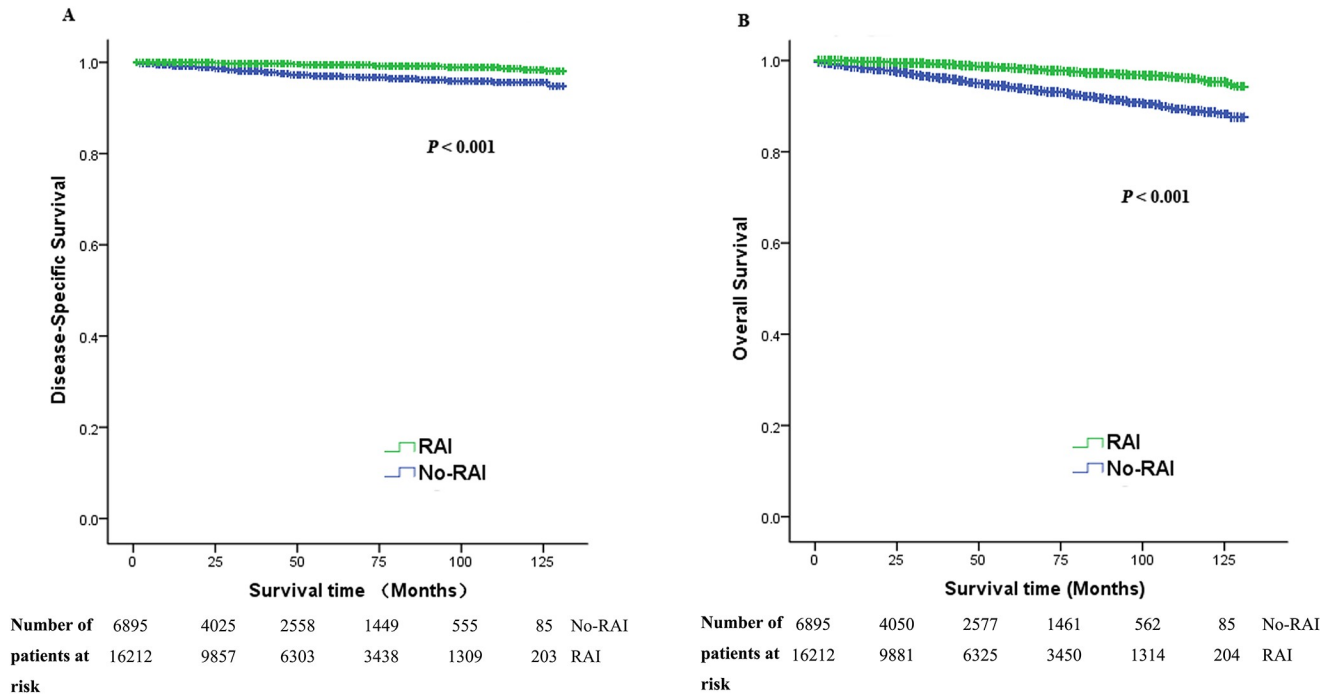 A
1.0
0.8
0.6
0.4
0.2
0.0
Disease-Specific Survival
P < 0.001
RAI
No-RAI
0 25 50 75 100 125
Survival time （Months）
Number of 6895 4025 2558 1449 555 85 No-RAI
patients at 16212 9857 6303 3438 1309 203 RAI
risk
B
1.0
0.8
0.6
0.4
0.2
0.0
Overall Survival
P < 0.001
RAI
No-RAI
0 25 50 75 100 125
Survival time (Months)
Number of 6895 4050 2577 1461 562 85 No-RAI
patients at 16212 9881 6325 3450 1314 204 RAI
risk